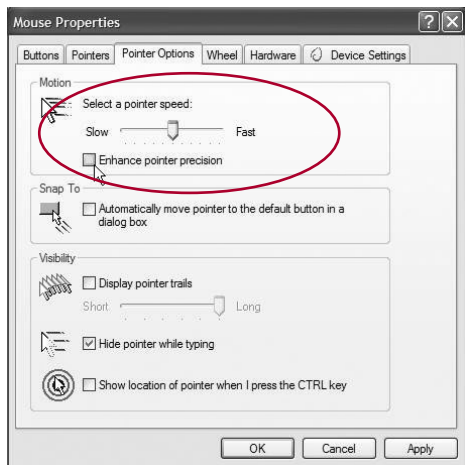 Mouse Properties
Buttons Pointers Pointer Options Wheel Hardware Device Settings
Motion
Select a pointer speed:
Slow Fast
Enhance pointer precision
Snap To
Automatically move pointer to the default button in a
dialog box
Visibility
Display pointer trails
Short Long
Hide pointer while typing
Show location of pointer when I press the CTRL key
OK Cancel Apply